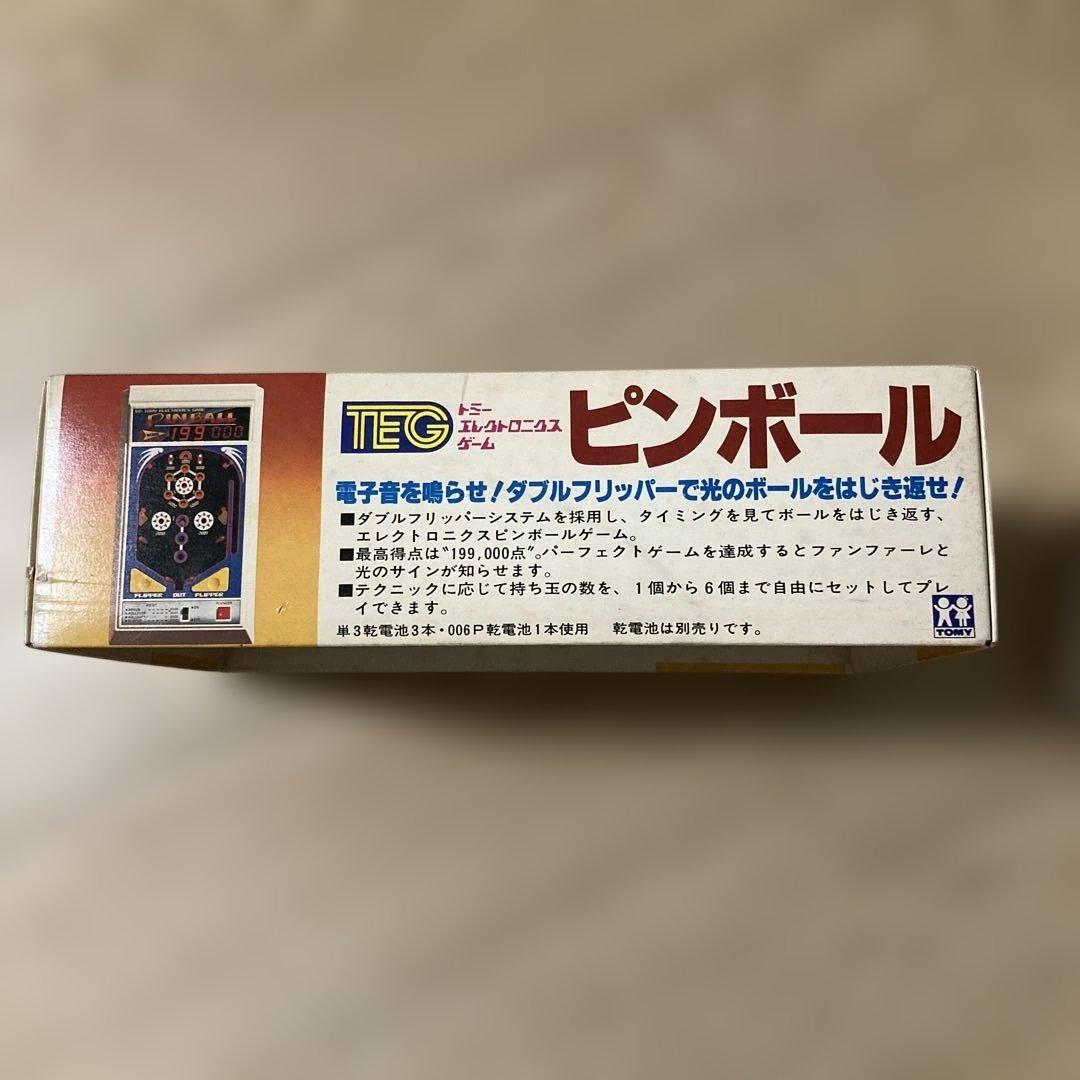 PINBALL
199 000
FLIPPER OUT FLIPPER
TEG
トミー
エレクトロニクス
ゲーム
ピンボール
電子音を鳴らせ!ダブルフリッパーで光のボールをはじき返せ!
■ダブルフリッパーシステムを採用し、タイミングを見てボールをはじき返す、
エレクトロニクスピンボールゲーム。
■最高得点は〝199,000点〞。パーフェクトゲームを達成するとファンファーレと
光のサインが知らせます。
■テクニックに応じて持ち玉の数を、1個から6個まで自由にセットしてプレ
イできます。
単3乾電池3本・006P乾電池1本使用 乾電池は別売りです。
TOMY